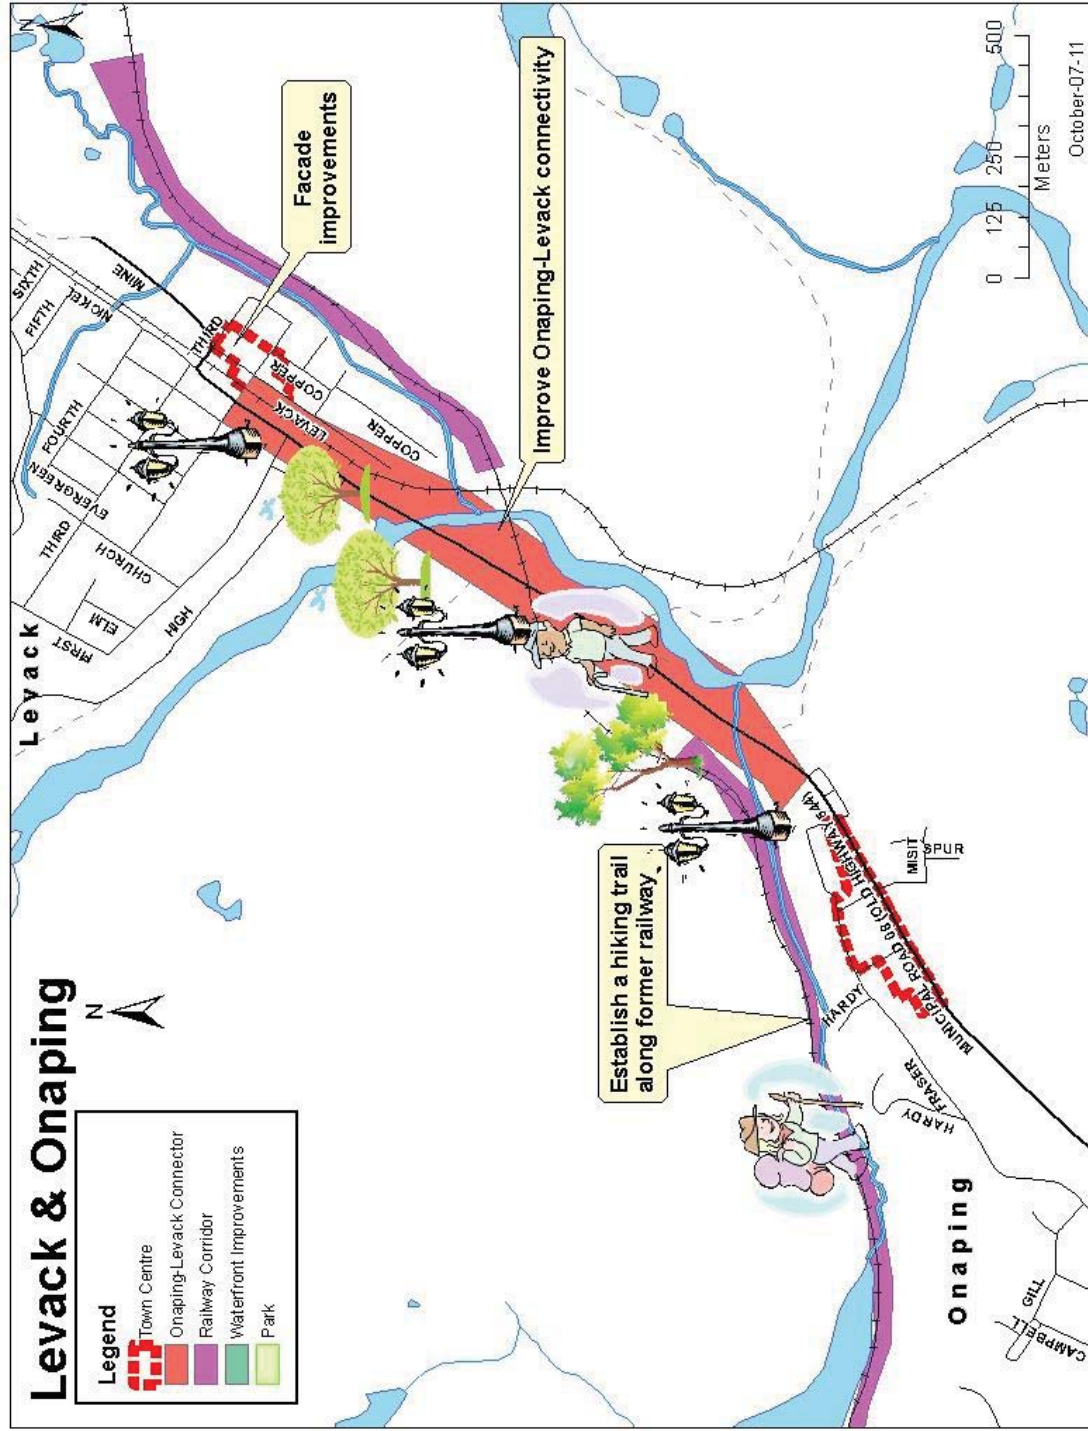 Levack & Onaping
N
Legend
Town Centre
Onaping-Levack Connector
Railway Corridor
Waterfront Improvements
Park
Levack
N
SIXTH
FIFTH
NICKEL
MINE
FOURTH
EVERGREEN
THIRD
THIRD
CHURCH
FIRST
ELM
HIGH
LEVACK
COPPER
COPPER
Facade
improvements
Improve Onaping-Levack connectivity
Establish a hiking trail
along former railway
HARDY
MUNICIPAL ROAD 08 (OLD HIGHWAY 544)
MISIT
SPUR
FRASER
HARDY
Onaping
GILL
CAMPBELL
0 125 250 500
Meters
October-07-11